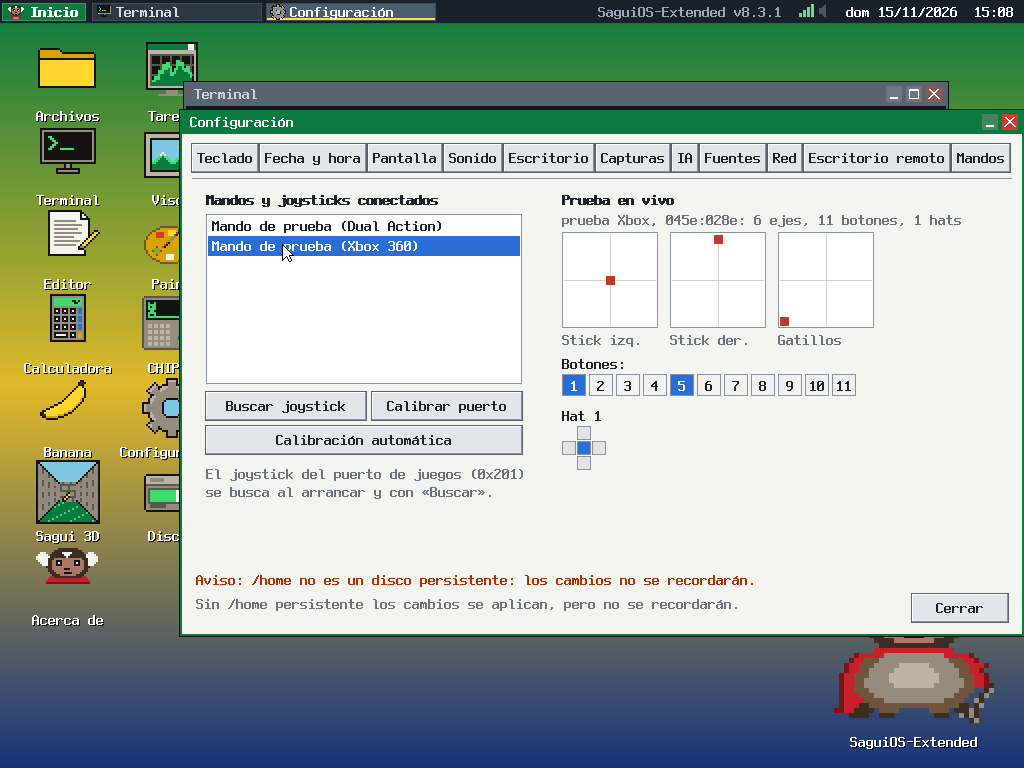 Inicio
Terminal
Configuración
SaguiOS-Extended v8.3.1
dom 15/11/2026 15:08
Archivos
Terminal
Editor
Calculadora
Banana
Sagui 3D
Acerca de
Tare
Viso
Pain
CHIP
Configur
Disc
Terminal
Configuración
Teclado
Fecha y hora
Pantalla
Sonido
Escritorio
Capturas
IA
Fuentes
Red
Escritorio remoto
Mandos
Mandos y joysticks conectados
Mando de prueba (Dual Action)
Mando de prueba (Xbox 360)
Buscar joystick
Calibrar puerto
Calibración automática
El joystick del puerto de juegos (0x201)
se busca al arrancar y con «Buscar».
Prueba en vivo
prueba Xbox, 045e:028e: 6 ejes, 11 botones, 1 hats
Stick izq.
Stick der.
Gatillos
Botones:
1 2 3 4 5 6 7 8 9 10 11
Hat 1
Aviso: /home no es un disco persistente: los cambios no se recordarán.
Sin /home persistente los cambios se aplican, pero no se recordarán.
Cerrar
SaguiOS-Extended